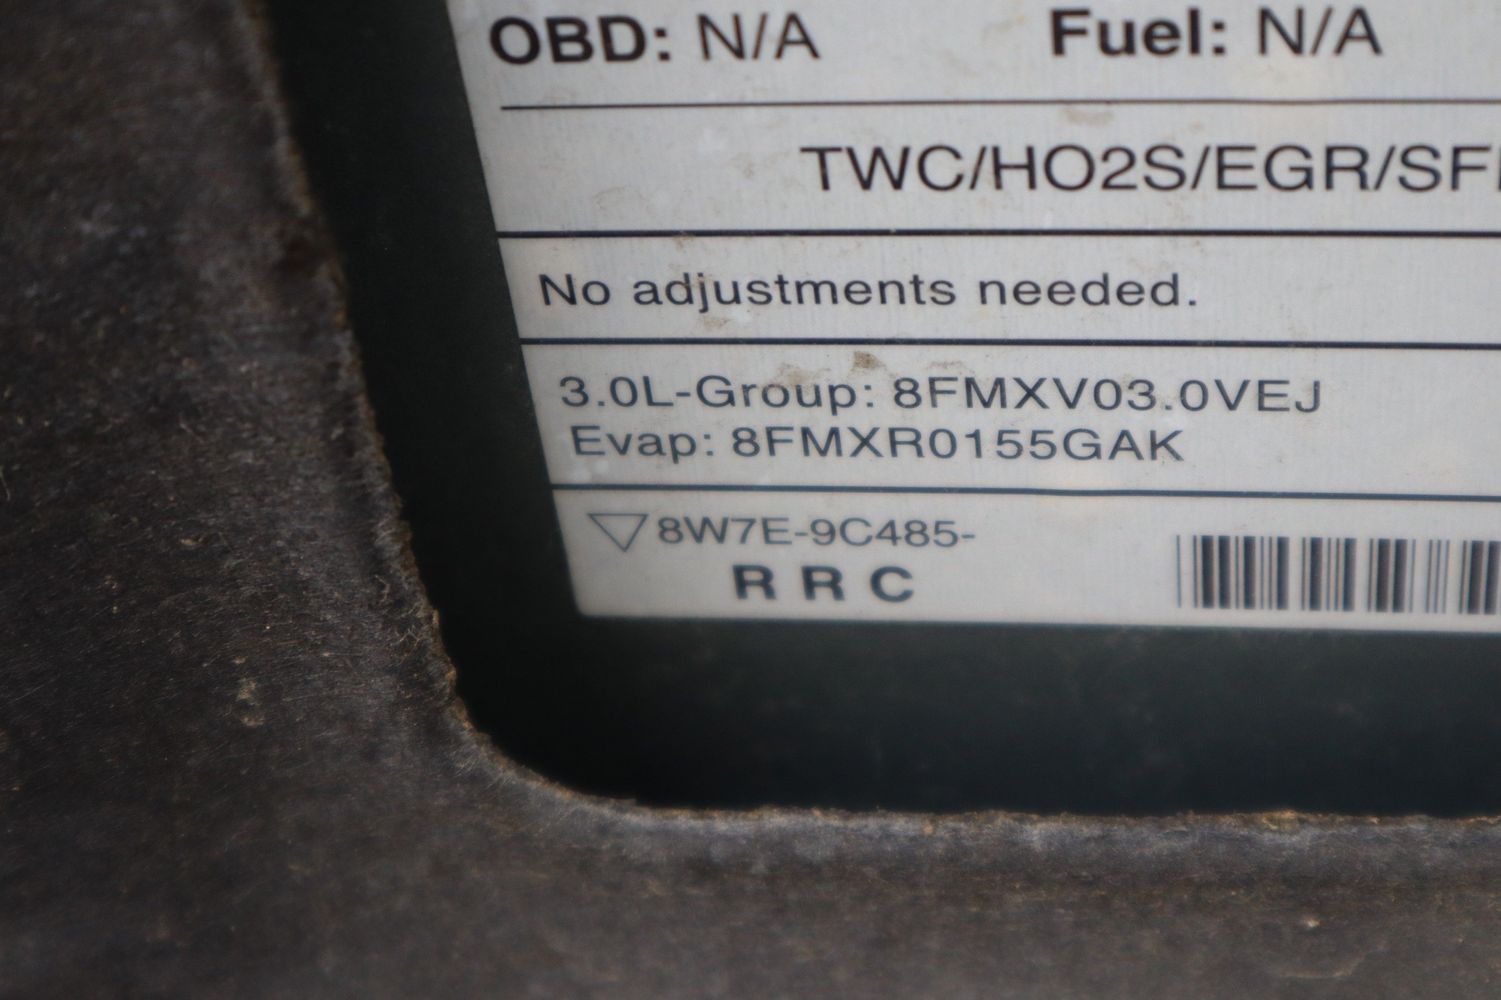 OBD: N/A Fuel: N/A
TWC/HO2S/EGR/SF
No adjustments needed.
3.0L-Group: 8FMXV03.0VEJ
Evap: 8FMXR0155GAK
8W7E-9C485-
RRC